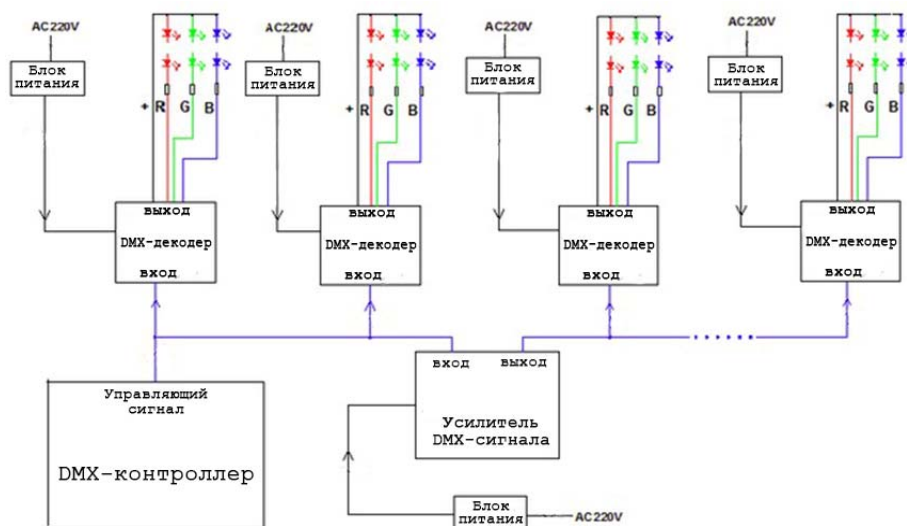 AC220V
Блок
питания
+ R G B
выход
DMX-декодер
вход
AC220V
Блок
питания
+ R G B
выход
DMX-декодер
вход
AC220V
Блок
питания
+ R G B
выход
DMX-декодер
вход
AC220V
Блок
питания
+ R G B
выход
DMX-декодер
вход
Управляющий
сигнал
DMX-контроллер
вход выход
Усилитель
DMX-сигнала
Блок
питания
AC220V